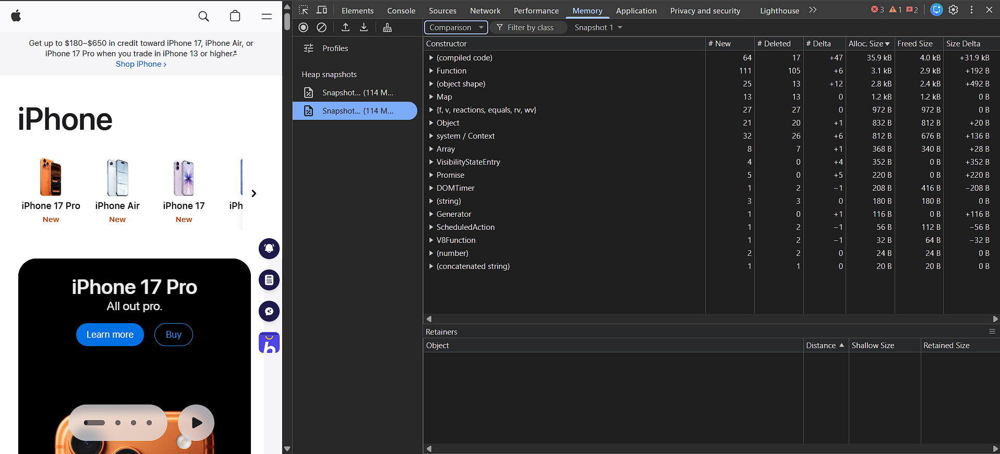 Get up to $180–$650 in credit toward iPhone 17, iPhone Air, or
iPhone 17 Pro when you trade in iPhone 13 or higher.*
Shop iPhone >
iPhone
iPhone 17 Pro
New
iPhone Air
New
iPhone 17
New
iPh
iPhone 17 Pro
All out pro.
Learn more
Buy
Elements Console Sources Network Performance Memory Application Privacy and security Lighthouse 3 1 2
Comparison Filter by class Snapshot 1
Profiles
Heap snapshots
Snapshot... (114 M...
Snapshot... (114 M...
Constructor # New # Deleted # Delta Alloc. Size Freed Size Size Delta
(compiled code) 64 17 +47 35.9 kB 4.0 kB +31.9 kB
Function 111 105 +6 3.1 kB 2.9 kB +192 B
(object shape) 25 13 +12 2.8 kB 2.4 kB +492 B
Map 13 13 0 1.2 kB 1.2 kB 0 B
{f, v, reactions, equals, rv, wv} 27 27 0 972 B 972 B 0 B
Object 21 20 +1 832 B 812 B +20 B
system / Context 32 26 +6 812 B 676 B +136 B
Array 8 7 +1 368 B 340 B +28 B
VisibilityStateEntry 4 0 +4 352 B 0 B +352 B
Promise 5 0 +5 220 B 0 B +220 B
DOMTimer 1 2 −1 208 B 416 B −208 B
(string) 3 3 0 180 B 180 B 0 B
Generator 1 0 +1 116 B 0 B +116 B
ScheduledAction 1 2 −1 56 B 112 B −56 B
V8Function 1 2 −1 32 B 64 B −32 B
(number) 2 2 0 24 B 24 B 0 B
(concatenated string) 1 1 0 20 B 20 B 0 B
Retainers
Object Distance Shallow Size Retained Size